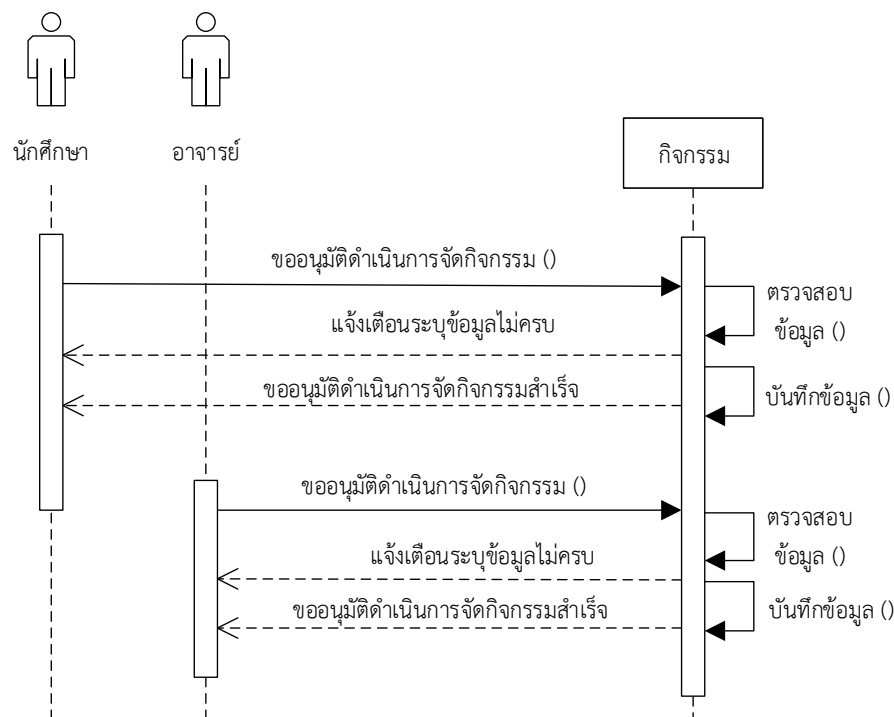 นักศึกษา
อาจารย์
กิจกรรม
ขออนุมัติดำเนินการจัดกิจกรรม ()
ตรวจสอบ
ข้อมูล ()
แจ้งเตือนระบุข้อมูลไม่ครบ
ขออนุมัติดำเนินการจัดกิจกรรมสำเร็จ
บันทึกข้อมูล ()
ขออนุมัติดำเนินการจัดกิจกรรม ()
ตรวจสอบ
ข้อมูล ()
แจ้งเตือนระบุข้อมูลไม่ครบ
ขออนุมัติดำเนินการจัดกิจกรรมสำเร็จ
บันทึกข้อมูล ()